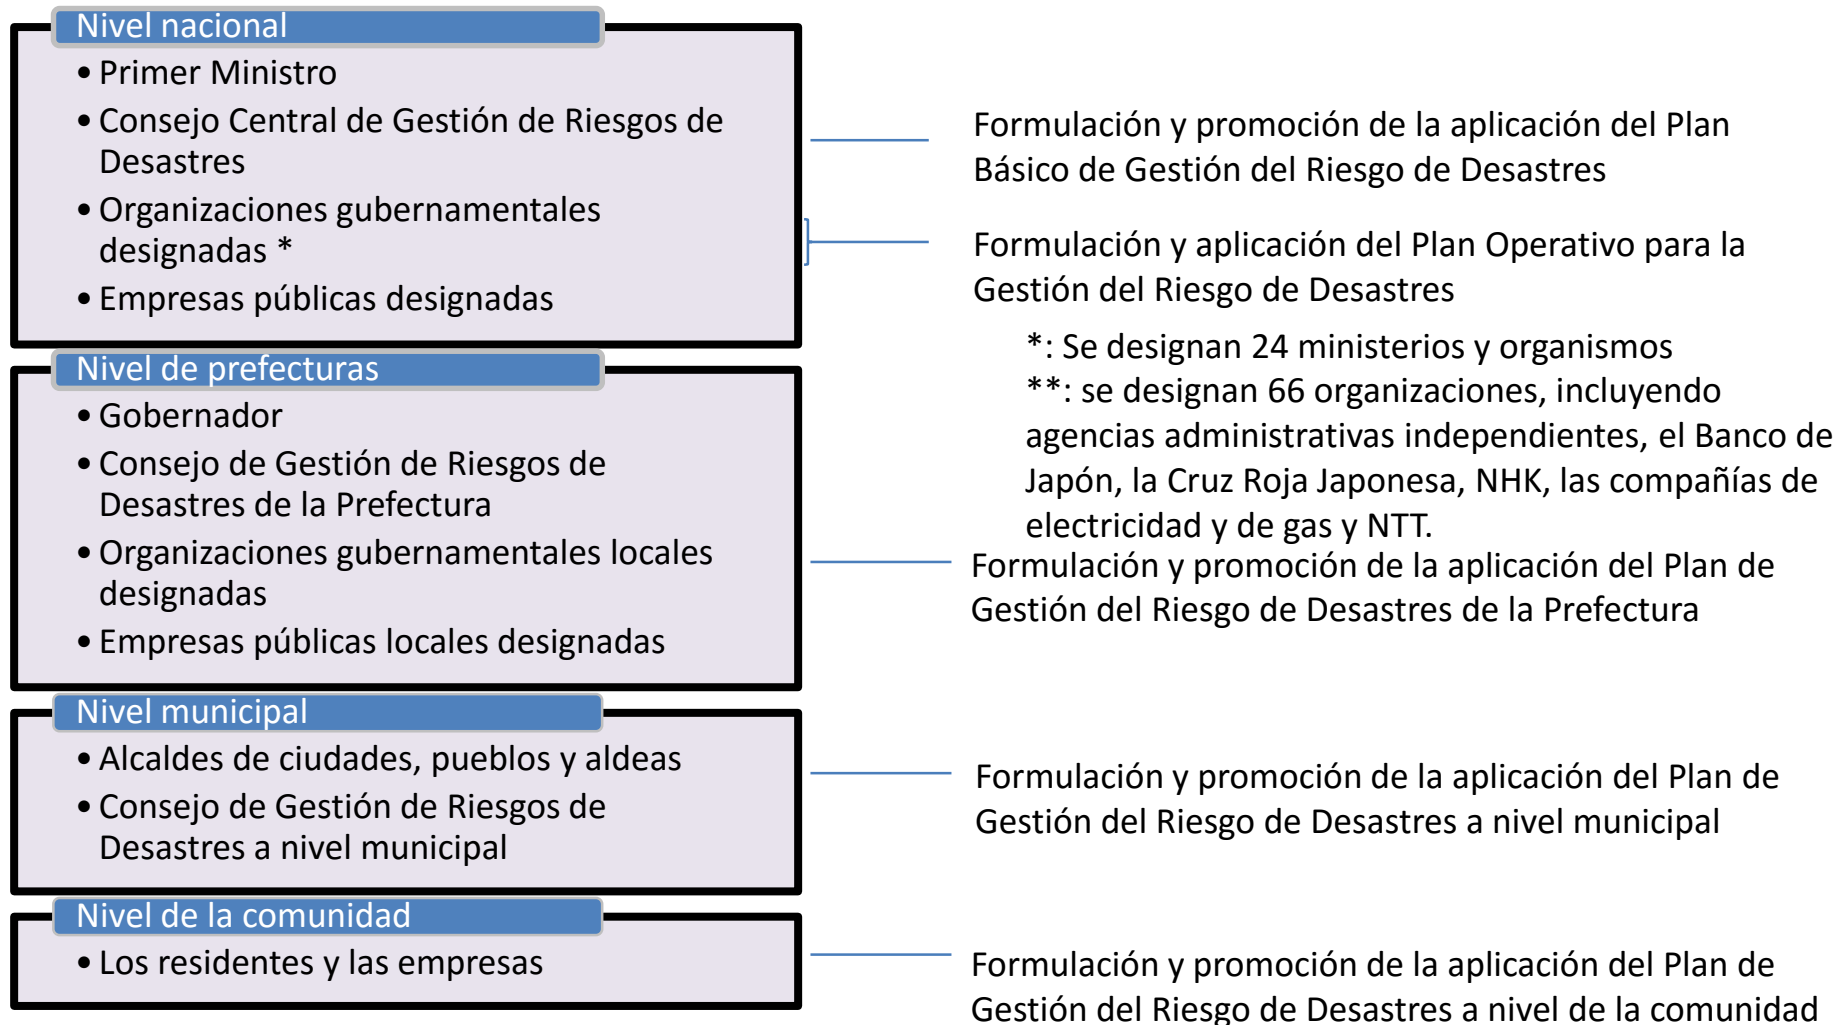 Nivel nacional
• Primer Ministro
• Consejo Central de Gestión de Riesgos de
Desastres
• Organizaciones gubernamentales
designadas *
• Empresas públicas designadas
Formulación y promoción de la aplicación del Plan
Básico de Gestión del Riesgo de Desastres
Formulación y aplicación del Plan Operativo para la
Gestión del Riesgo de Desastres
*: Se designan 24 ministerios y organismos
**: se designan 66 organizaciones, incluyendo
agencias administrativas independientes, el Banco de
Japón, la Cruz Roja Japonesa, NHK, las compañías de
electricidad y de gas y NTT.
Nivel de prefecturas
• Gobernador
• Consejo de Gestión de Riesgos de
Desastres de la Prefectura
• Organizaciones gubernamentales locales
designadas
• Empresas públicas locales designadas
Formulación y promoción de la aplicación del Plan de
Gestión del Riesgo de Desastres de la Prefectura
Nivel municipal
• Alcaldes de ciudades, pueblos y aldeas
• Consejo de Gestión de Riesgos de
Desastres a nivel municipal
Formulación y promoción de la aplicación del Plan de
Gestión del Riesgo de Desastres a nivel municipal
Nivel de la comunidad
• Los residentes y las empresas
Formulación y promoción de la aplicación del Plan de
Gestión del Riesgo de Desastres a nivel de la comunidad